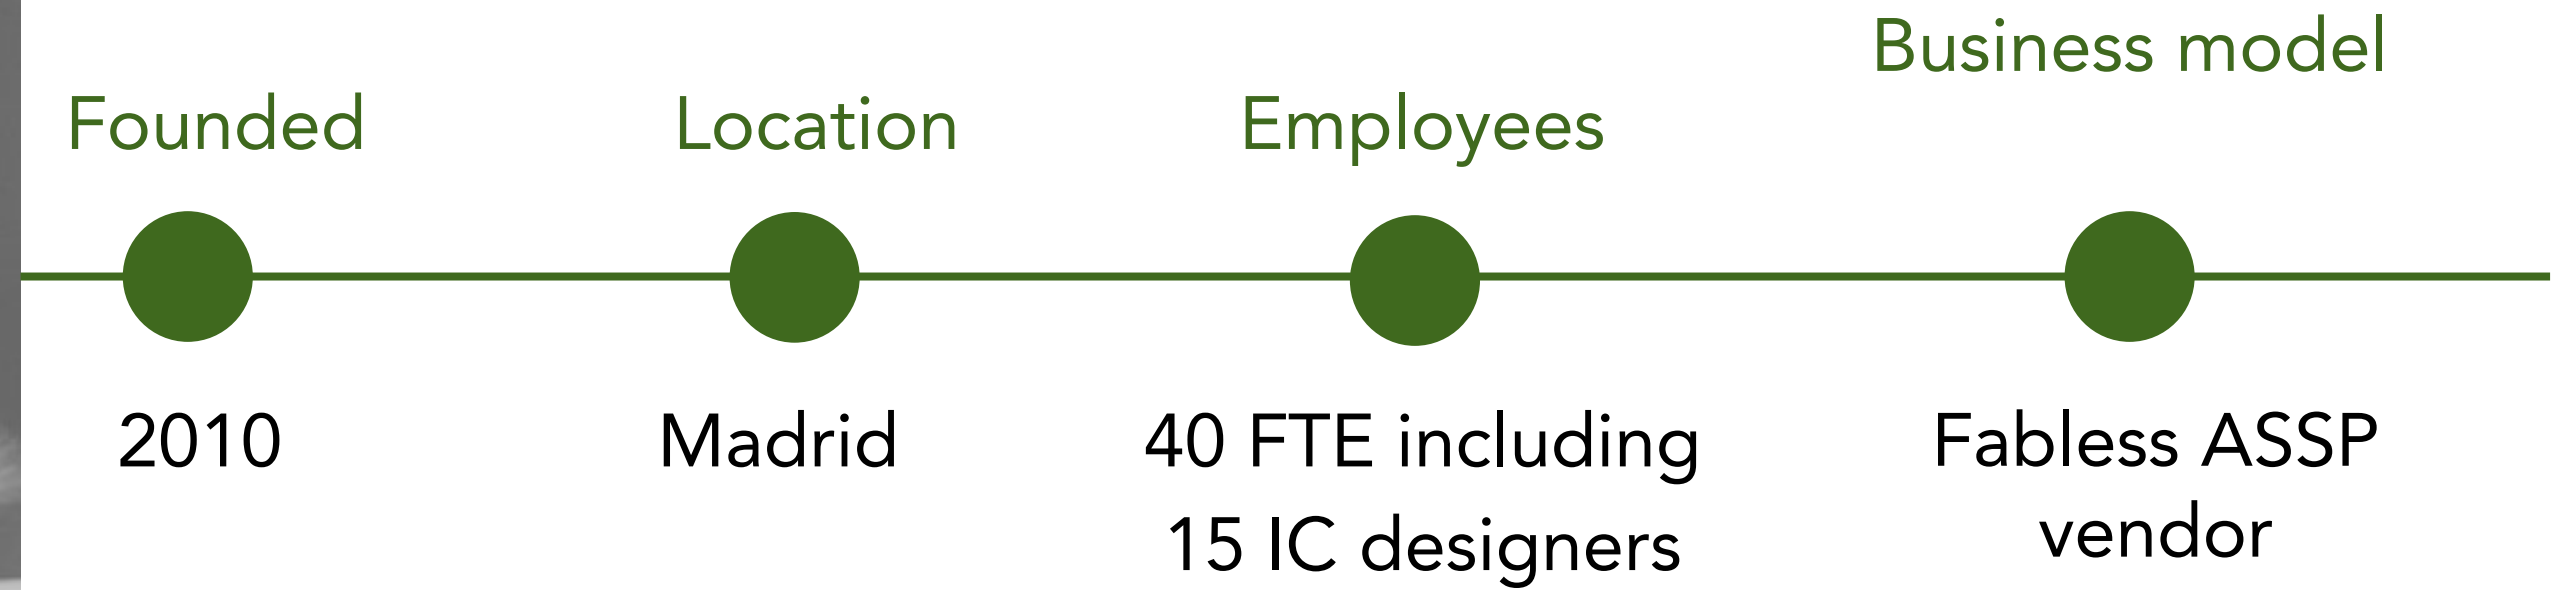 Business model
Founded
Location
Employees
2010
Madrid
40 FTE including
15 IC designers
Fabless ASSP
vendor